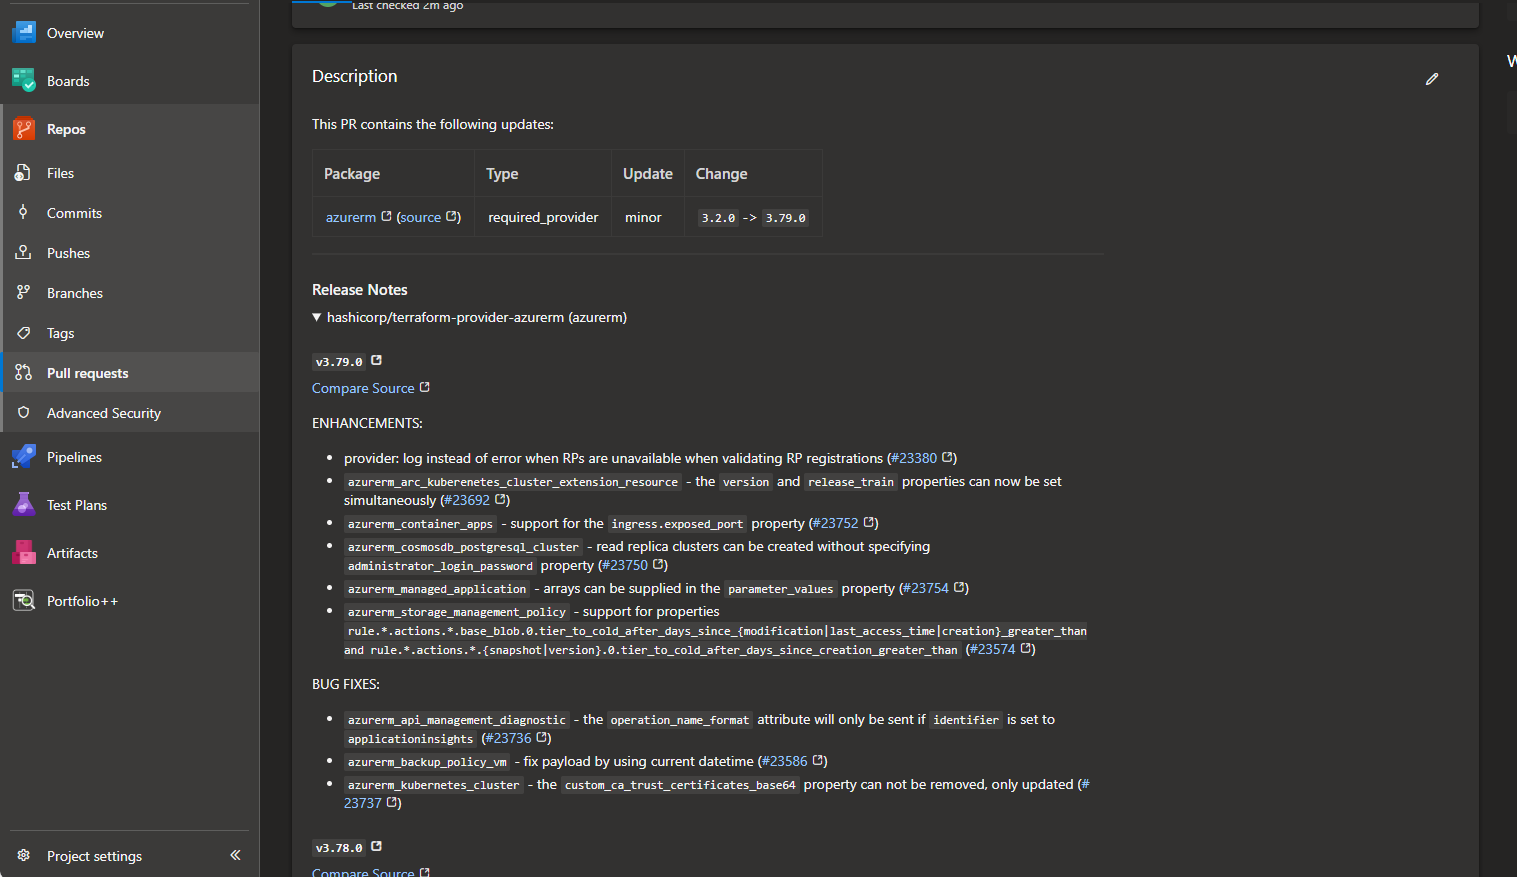 Last checked 2m ago
Overview
Boards
Repos
Files
Commits
Pushes
Branches
Tags
Pull requests
Advanced Security
Pipelines
Test Plans
Artifacts
Portfolio++
Project settings
Description
This PR contains the following updates:
Package Type Update Change
azurerm (source) required_provider minor 3.2.0 -> 3.79.0
Release Notes
▼ hashicorp/terraform-provider-azurerm (azurerm)
v3.79.0
Compare Source
ENHANCEMENTS:
• provider: log instead of error when RPs are unavailable when validating RP registrations (#23380)
• azurerm_arc_kuberenetes_cluster_extension_resource - the version and release_train properties can now be set
simultaneously (#23692)
• azurerm_container_apps - support for the ingress.exposed_port property (#23752)
• azurerm_cosmosdb_postgresql_cluster - read replica clusters can be created without specifying
administrator_login_password property (#23750)
• azurerm_managed_application - arrays can be supplied in the parameter_values property (#23754)
• azurerm_storage_management_policy - support for properties
rule.*.actions.*.base_blob.0.tier_to_cold_after_days_since_{modification|last_access_time|creation}_greater_than
and rule.*.actions.*.{snapshot|version}.0.tier_to_cold_after_days_since_creation_greater_than (#23574)
BUG FIXES:
• azurerm_api_management_diagnostic - the operation_name_format attribute will only be sent if identifier is set to
applicationinsights (#23736)
• azurerm_backup_policy_vm - fix payload by using current datetime (#23586)
• azurerm_kubernetes_cluster - the custom_ca_trust_certificates_base64 property can not be removed, only updated (#
23737)
v3.78.0
Compare Source